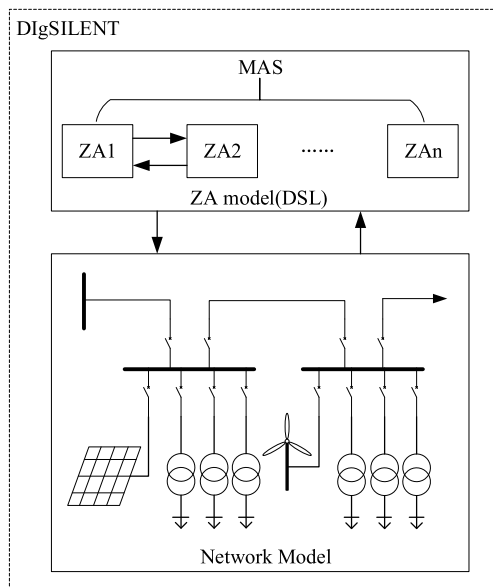 DIgSILENT
MAS
ZA1
ZA2
......
ZAn
ZA model(DSL)
Network Model